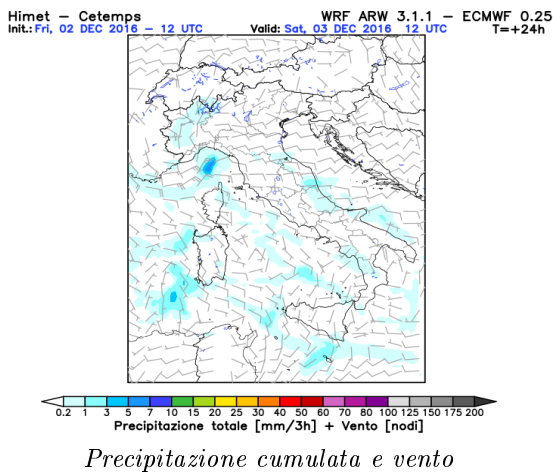 Himet – Cetemps WRF ARW 3.1.1 – ECMWF 0.25
Init.: Fri, 02 DEC 2016 – 12 UTC Valid: Sat, 03 DEC 2016 12 UTC T=+24h
0.2 1 3 5 7 10 15 20 25 30 40 50 60 70 80 100 125 150 175 200
Precipitazione totale [mm/3h] + Vento [nodi]
Precipitazione cumulata e vento